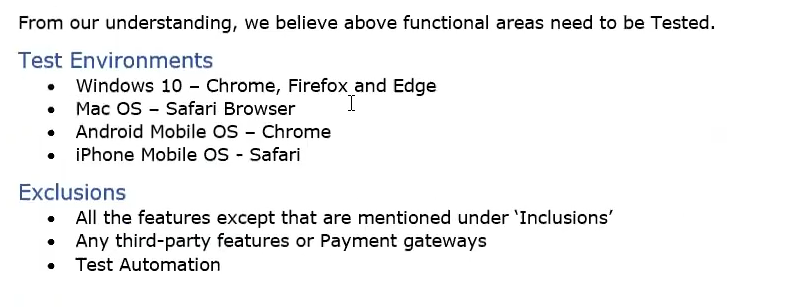 From our understanding, we believe above functional areas need to be Tested.
Test Environments
• Windows 10 – Chrome, Firefox and Edge
• Mac OS – Safari Browser
• Android Mobile OS – Chrome
• iPhone Mobile OS - Safari
Exclusions
• All the features except that are mentioned under ‘Inclusions’
• Any third-party features or Payment gateways
• Test Automation